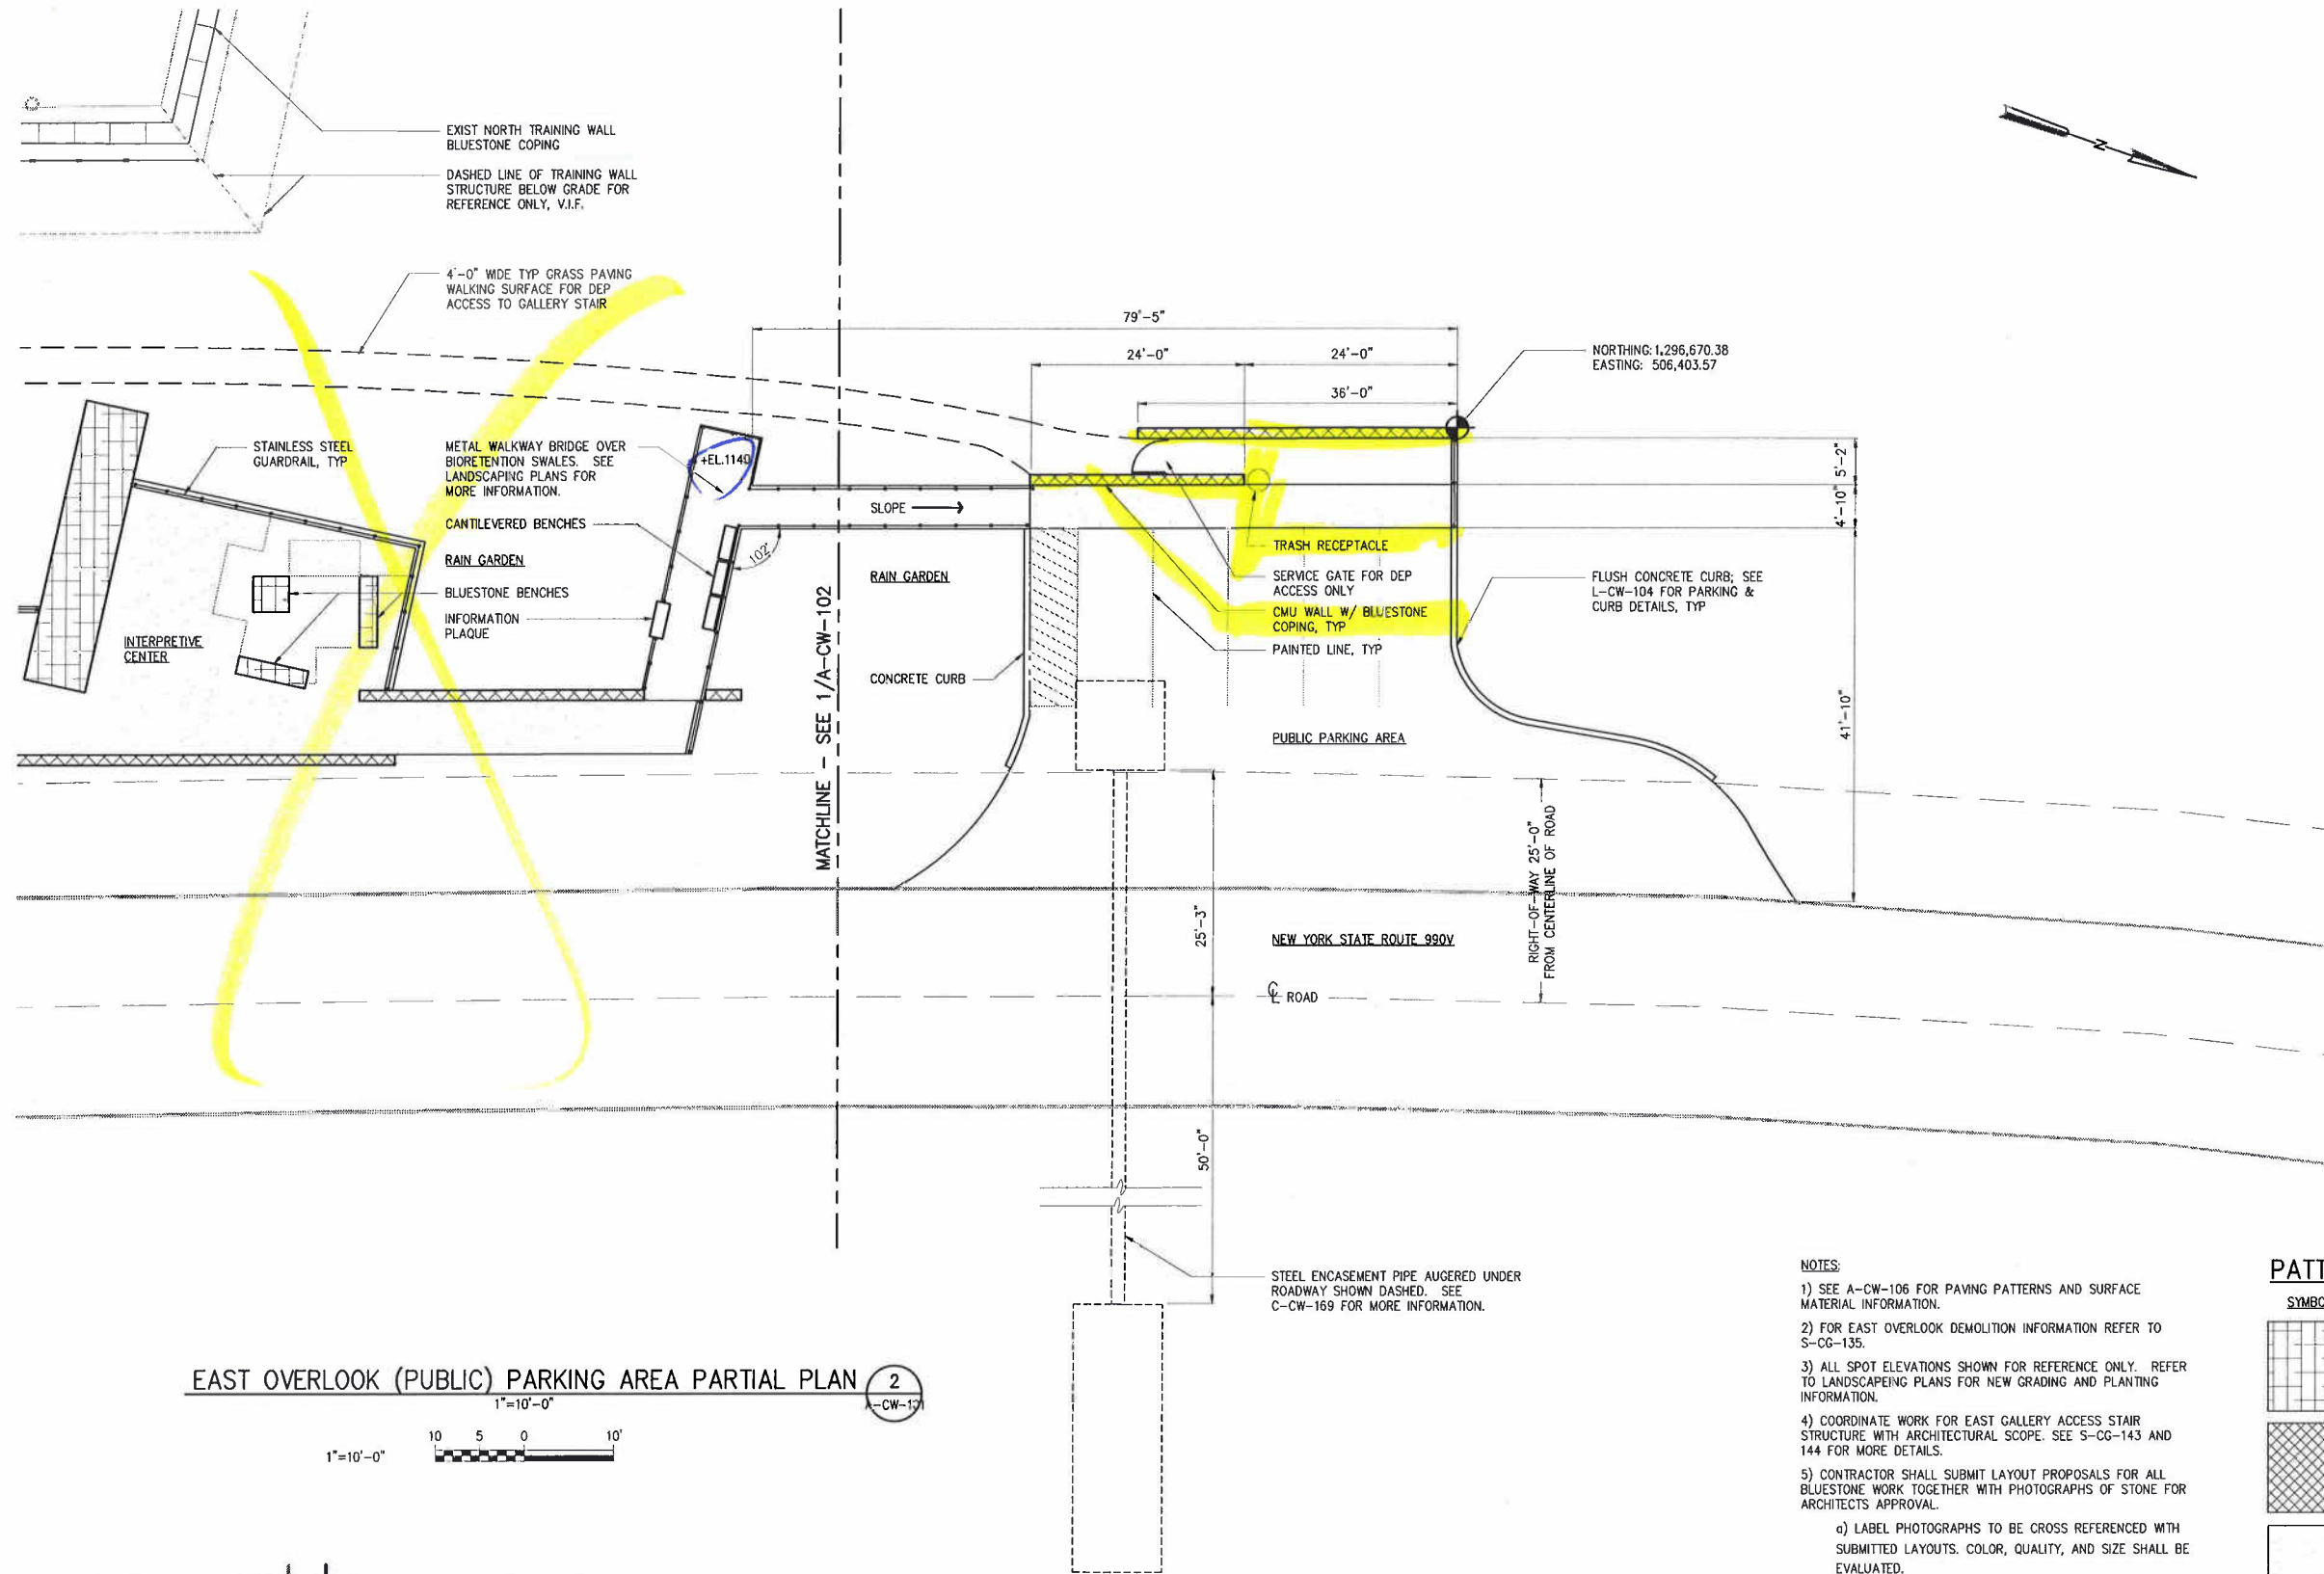 EXIST NORTH TRAINING WALL
BLUESTONE COPING
DASHED LINE OF TRAINING WALL
STRUCTURE BELOW GRADE FOR
REFERENCE ONLY, V.I.F.
4'-0" WIDE TYP GRASS PAVING
WALKING SURFACE FOR DEP
ACCESS TO GALLERY STAIR
N
79'-5"
24'-0"
24'-0"
36'-0"
NORTHING: 1,296,670.38
EASTING: 506,403.57
STAINLESS STEEL
GUARDRAIL, TYP
METAL WALKWAY BRIDGE OVER
BIORETENTION SWALES. SEE
LANDSCAPING PLANS FOR
MORE INFORMATION.
+EL.1140
5'-2"
4'-10"
SLOPE
CANTILEVERED BENCHES
102°
RAIN GARDEN
RAIN GARDEN
BLUESTONE BENCHES
INFORMATION
PLAQUE
INTERPRETIVE
CENTER
CONCRETE CURB
TRASH RECEPTACLE
SERVICE GATE FOR DEP
ACCESS ONLY
CMU WALL W/ BLUESTONE
COPING, TYP
PAINTED LINE, TYP
FLUSH CONCRETE CURB; SEE
L-CW-104 FOR PARKING &
CURB DETAILS, TYP
PUBLIC PARKING AREA
41'-10"
MATCHLINE - SEE 1/A-CW-102
RIGHT-OF-WAY 25'-0"
FROM CENTERLINE OF ROAD
25'-3"
NEW YORK STATE ROUTE 990V
℄ ROAD
50'-0"
STEEL ENCASEMENT PIPE AUGERED UNDER
ROADWAY SHOWN DASHED. SEE
C-CW-169 FOR MORE INFORMATION.
EAST OVERLOOK (PUBLIC) PARKING AREA PARTIAL PLAN
2
1"=10'-0"
1"=10'-0"
10 5 0 10'
NOTES:
1) SEE A-CW-106 FOR PAVING PATTERNS AND SURFACE
MATERIAL INFORMATION.
2) FOR EAST OVERLOOK DEMOLITION INFORMATION REFER TO
S-CG-135.
3) ALL SPOT ELEVATIONS SHOWN FOR REFERENCE ONLY. REFER
TO LANDSCAPEING PLANS FOR NEW GRADING AND PLANTING
INFORMATION.
4) COORDINATE WORK FOR EAST GALLERY ACCESS STAIR
STRUCTURE WITH ARCHITECTURAL SCOPE. SEE S-CG-143 AND
144 FOR MORE DETAILS.
5) CONTRACTOR SHALL SUBMIT LAYOUT PROPOSALS FOR ALL
BLUESTONE WORK TOGETHER WITH PHOTOGRAPHS OF STONE FOR
ARCHITECTS APPROVAL.
a) LABEL PHOTOGRAPHS TO BE CROSS REFERENCED WITH
SUBMITTED LAYOUTS. COLOR, QUALITY, AND SIZE SHALL BE
EVALUATED.
PATT
SYMBO